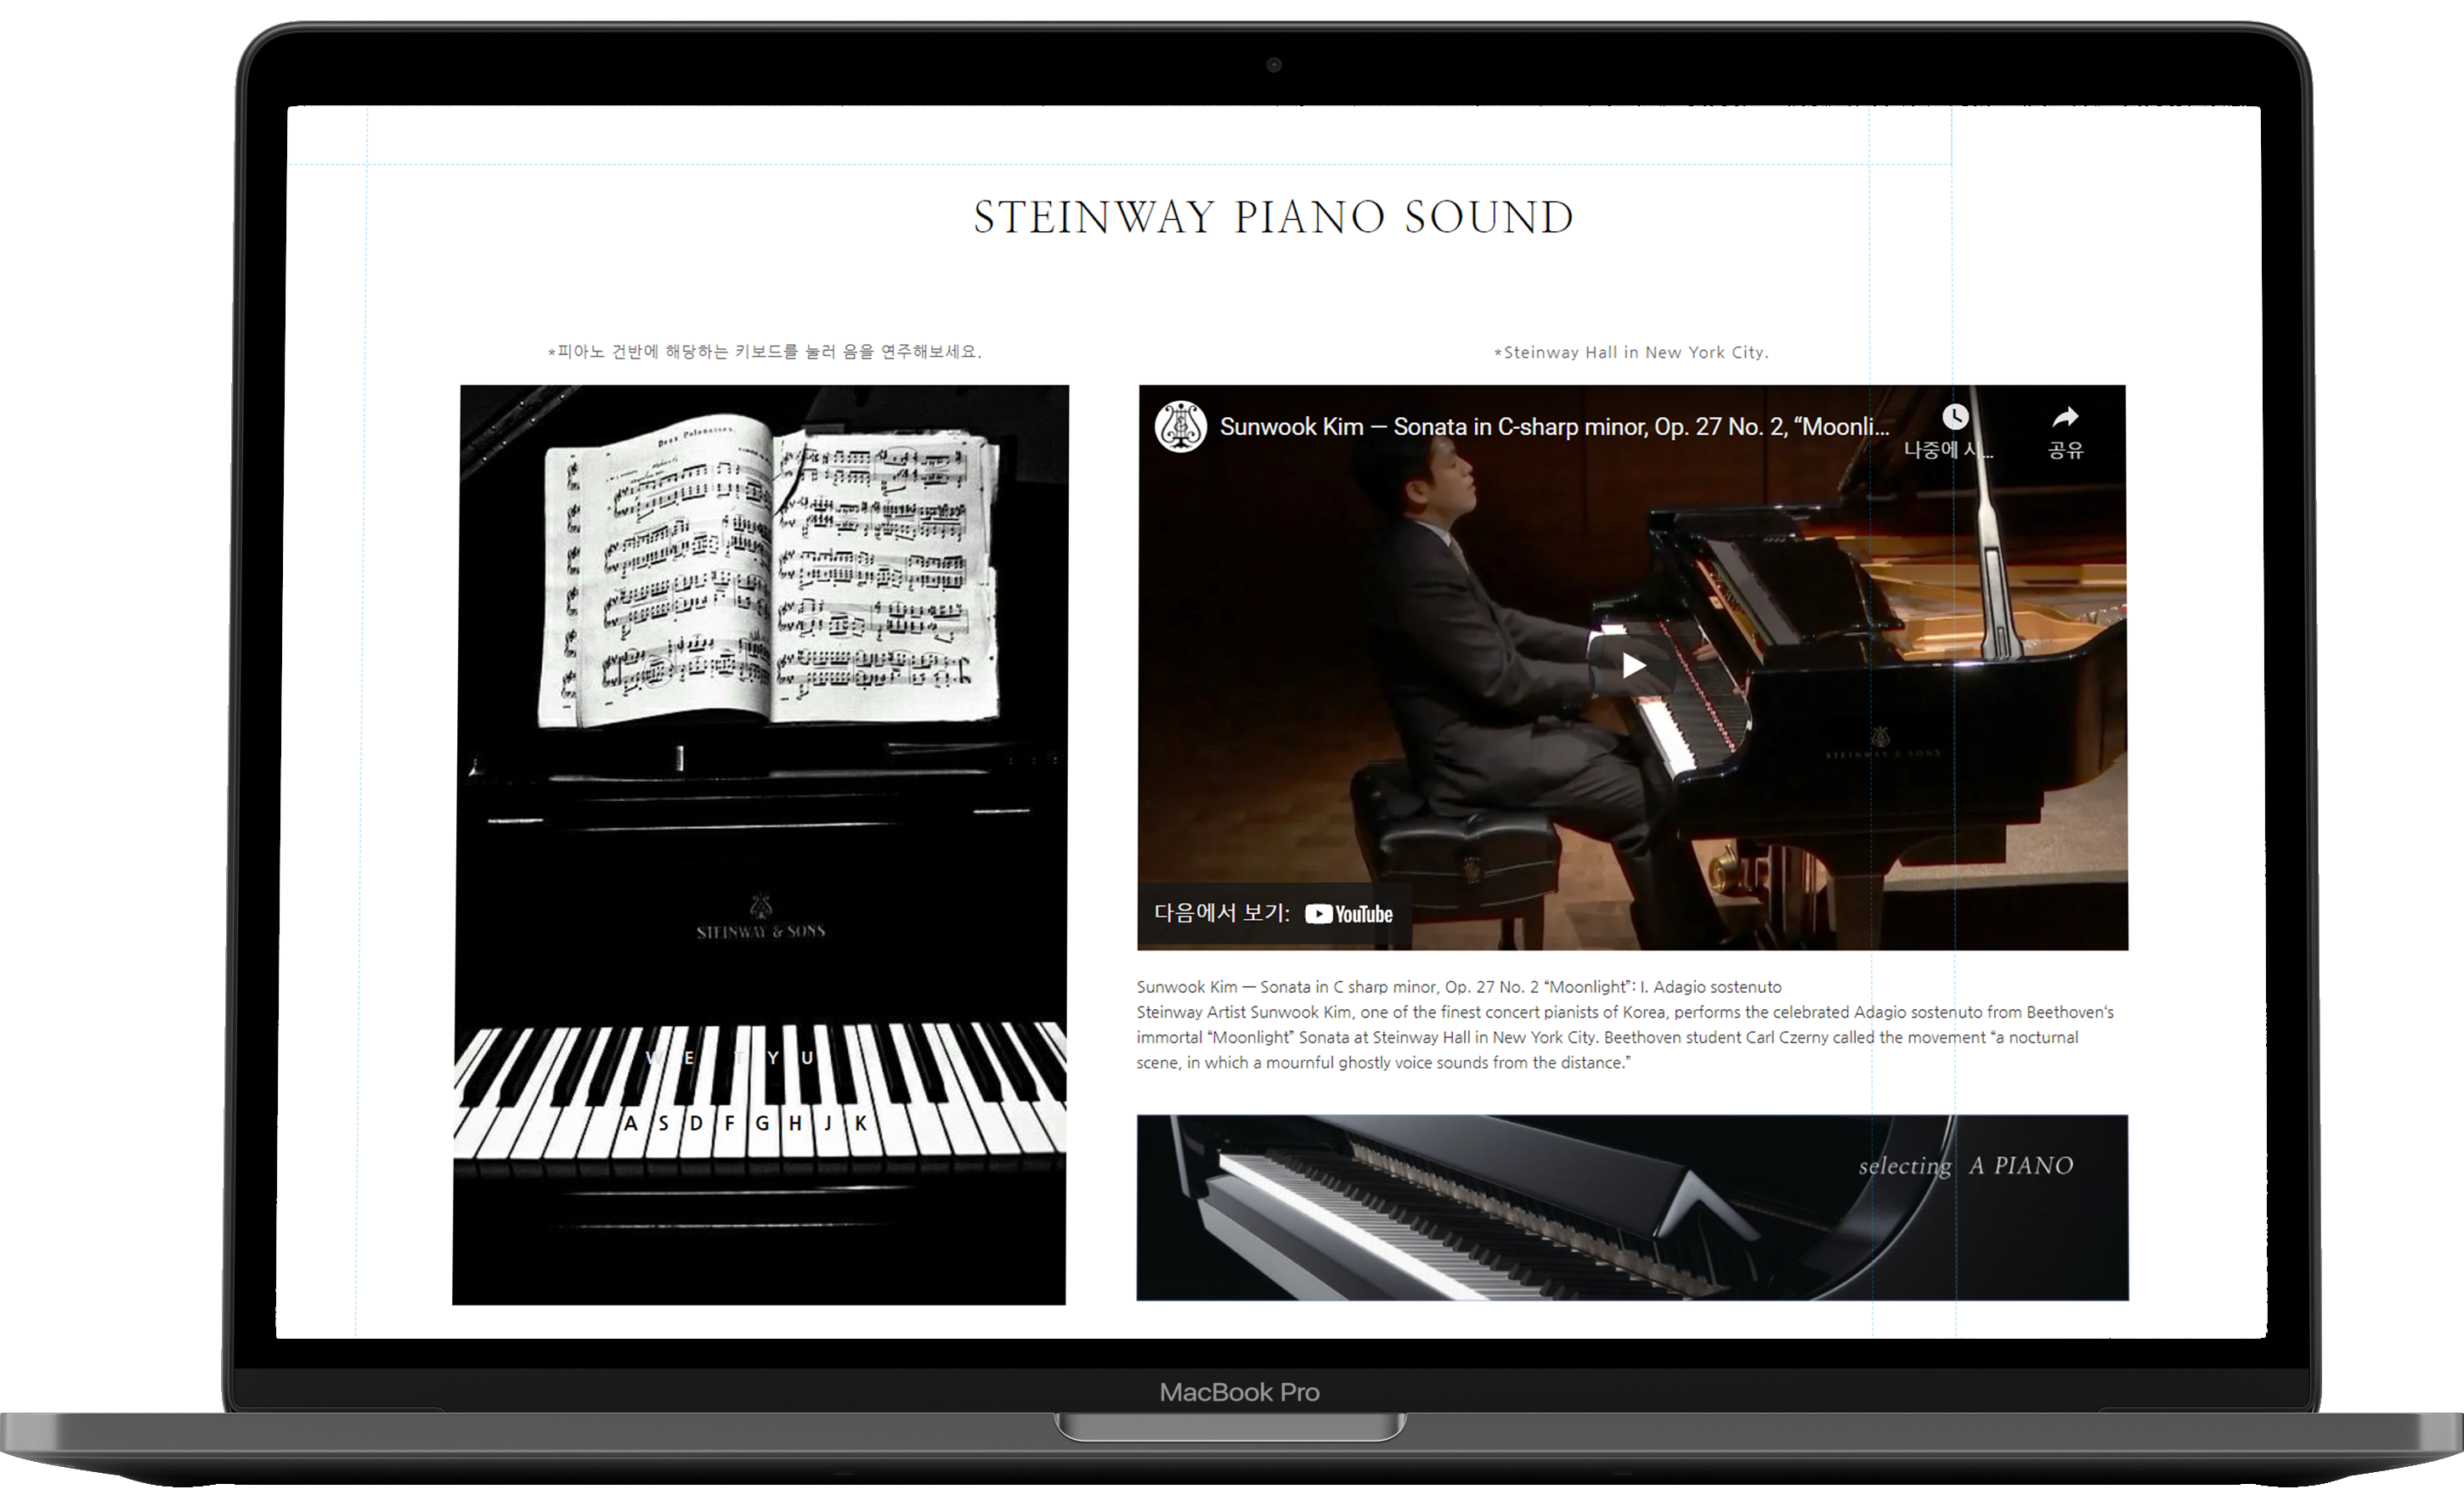 STEINWAY PIANO SOUND
*피아노 건반에 해당하는 키보드를 눌러 음을 연주해보세요.
Deux Polonaises.
STEINWAY & SONS
W E T Y U
A S D F G H J K
*Steinway Hall in New York City.
Sunwook Kim — Sonata in C-sharp minor, Op. 27 No. 2, “Moonli...
나중에 시...
공유
STEINWAY & SONS
다음에서 보기: YouTube
Sunwook Kim — Sonata in C sharp minor, Op. 27 No. 2 “Moonlight”: I. Adagio sostenuto
Steinway Artist Sunwook Kim, one of the finest concert pianists of Korea, performs the celebrated Adagio sostenuto from Beethoven's
immortal “Moonlight” Sonata at Steinway Hall in New York City. Beethoven student Carl Czerny called the movement “a nocturnal
scene, in which a mournful ghostly voice sounds from the distance.”
selecting A PIANO
MacBook Pro